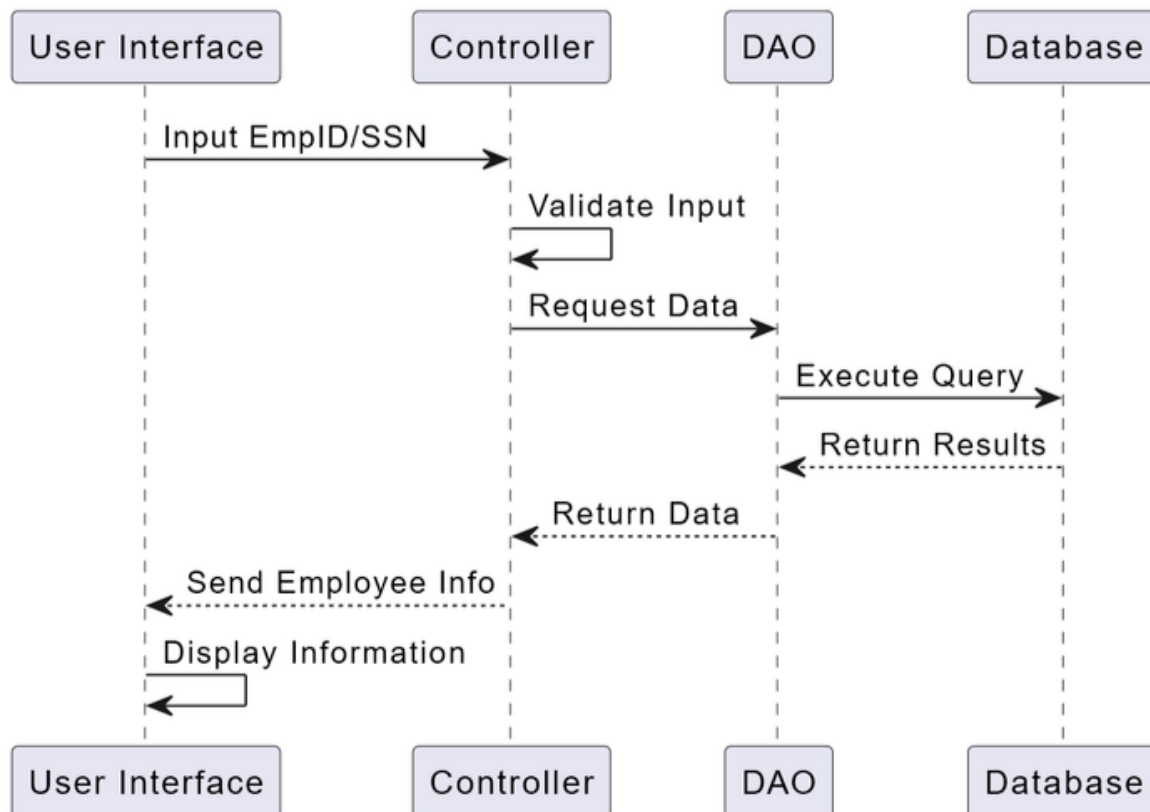 User Interface
Controller
DAO
Database
Input EmpID/SSN
Validate Input
Request Data
Execute Query
Return Results
Return Data
Send Employee Info
Display Information
User Interface
Controller
DAO
Database